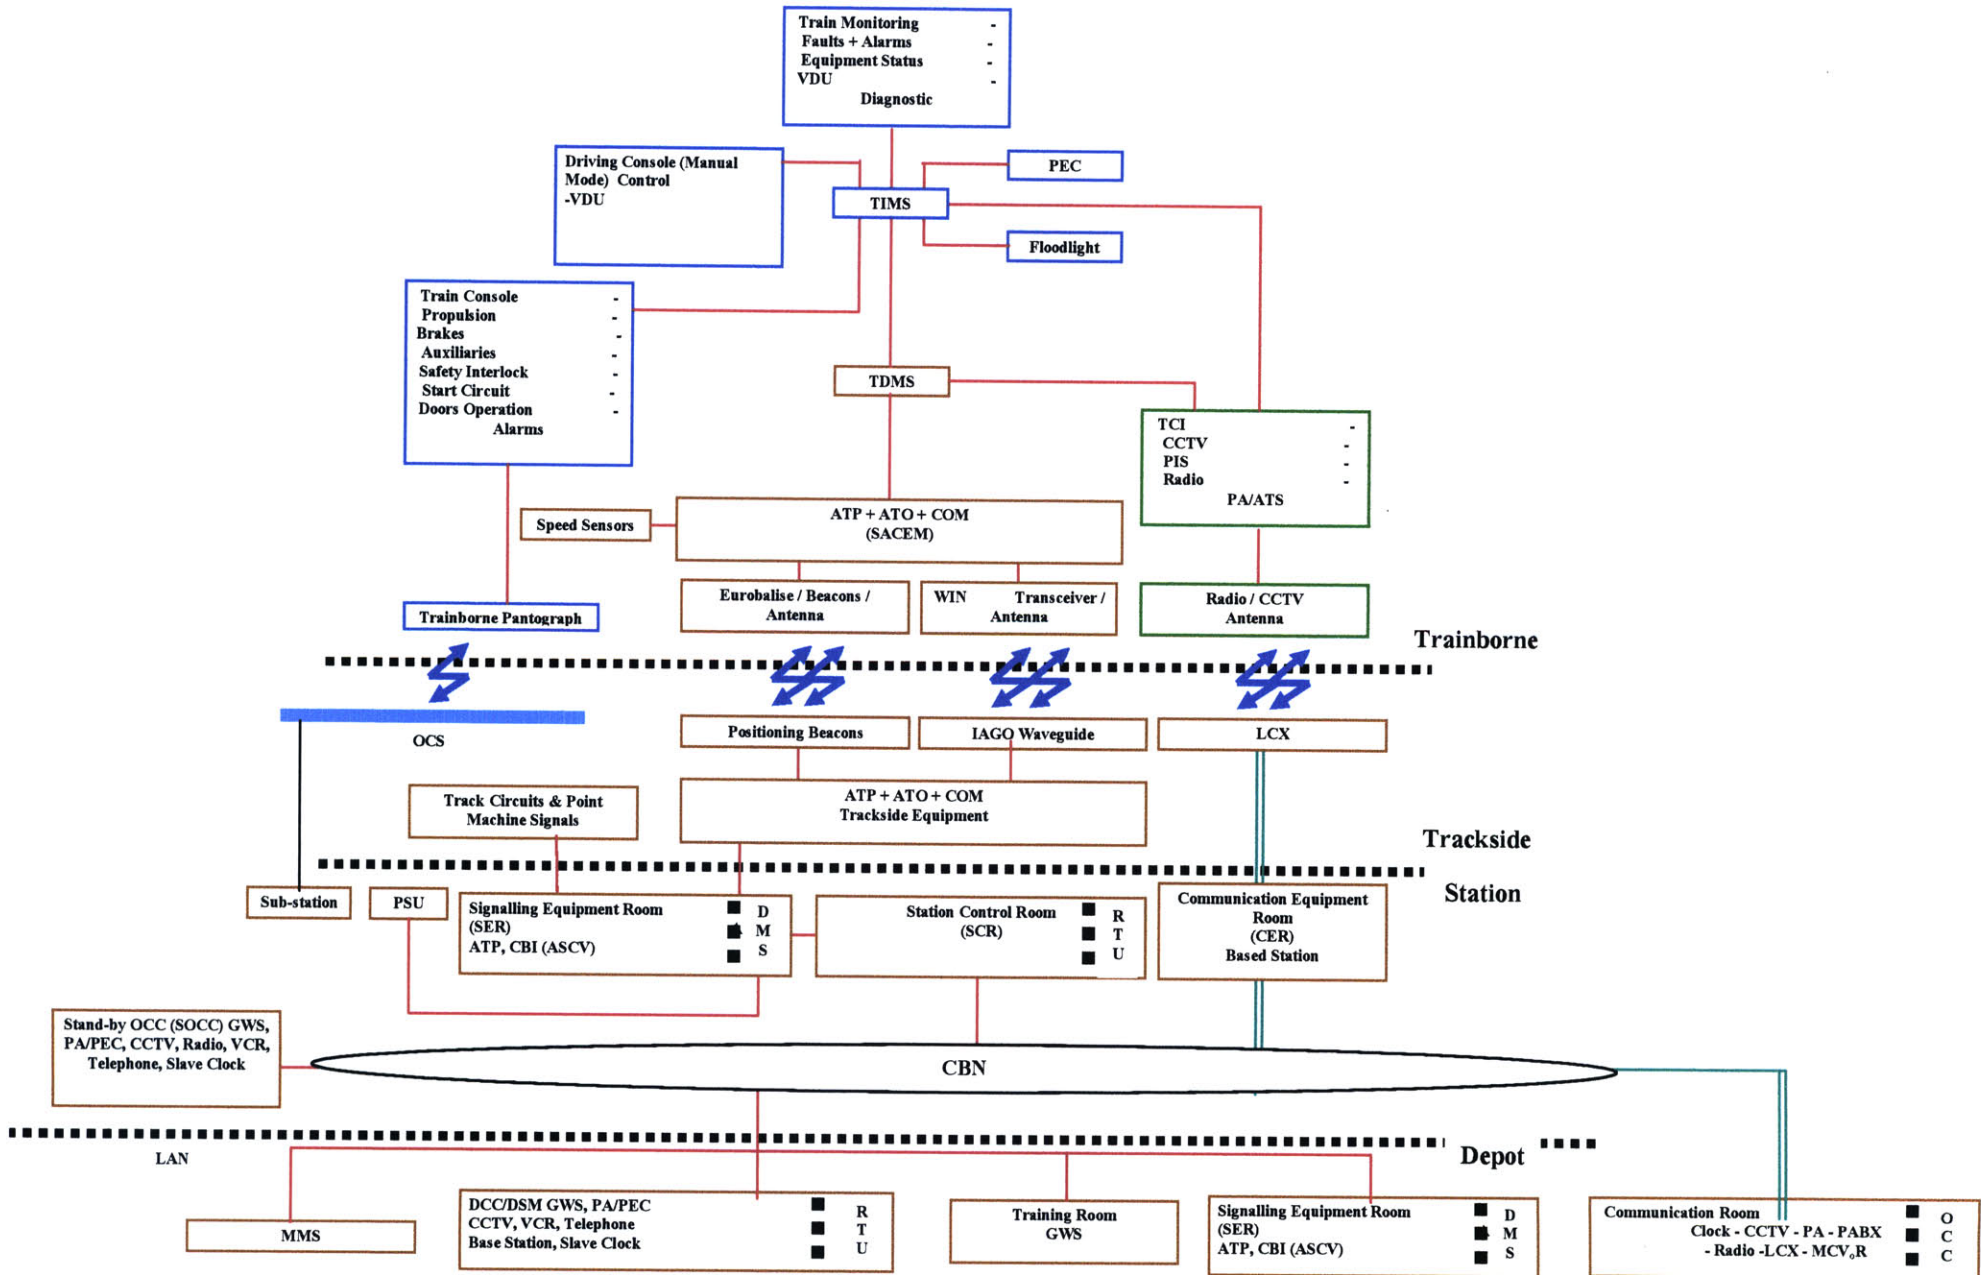 Train Monitoring -
Faults + Alarms -
Equipment Status -
VDU -
Diagnostic
Driving Console (Manual
Mode) Control
-VDU
PEC
TIMS
Floodlight
Train Console -
Propulsion -
Brakes -
Auxiliaries -
Safety Interlock -
Start Circuit -
Doors Operation -
Alarms
TDMS
TCI -
CCTV -
PIS -
Radio -
PA/ATS
Speed Sensors
ATP + ATO + COM
(SACEM)
Trainborne Pantograph
Eurobalise / Beacons /
Antenna
WIN Transceiver /
Antenna
Radio / CCTV
Antenna
Trainborne
OCS
Positioning Beacons
IAGO Waveguide
LCX
Track Circuits & Point
Machine Signals
ATP + ATO + COM
Trackside Equipment
Trackside
Station
Sub-station
PSU
Signalling Equipment Room
(SER)
ATP, CBI (ASCV)
D
M
S
Station Control Room
(SCR)
R
T
U
Communication Equipment
Room
(CER)
Based Station
Stand-by OCC (SOCC) GWS,
PA/PEC, CCTV, Radio, VCR,
Telephone, Slave Clock
CBN
LAN
Depot
MMS
DCC/DSM GWS, PA/PEC
CCTV, VCR, Telephone
Base Station, Slave Clock
R
T
U
Training Room
GWS
Signalling Equipment Room
(SER)
ATP, CBI (ASCV)
D
M
S
Communication Room
Clock - CCTV - PA - PABX
- Radio -LCX - MCVoR
O
C
C